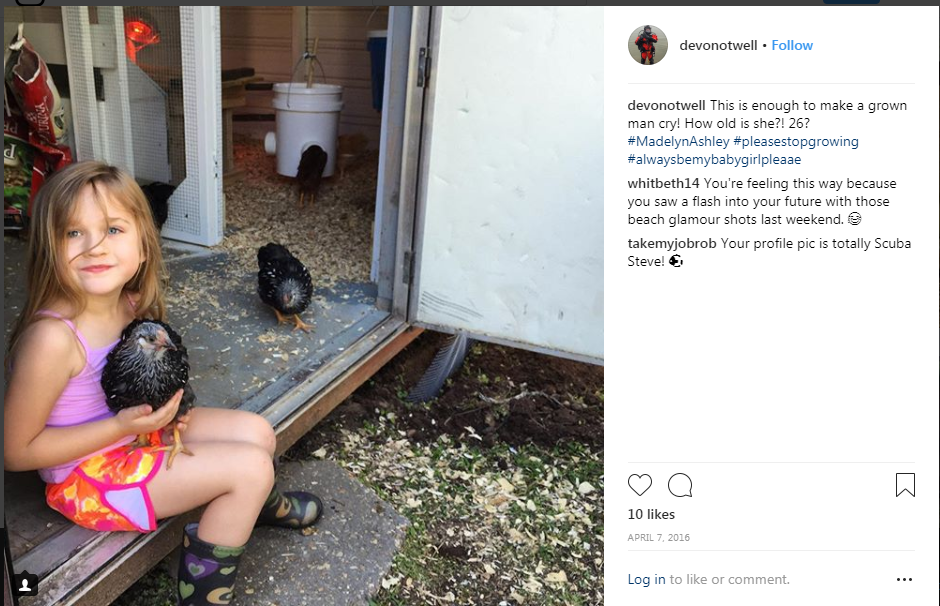 devonotwell • Follow
devonotwell This is enough to make a grown
man cry! How old is she?! 26?
#MadelynAshley #pleasestopgrowing
#alwaysbemybabygirlpleaae
whitbeth14 You're feeling this way because
you saw a flash into your future with those
beach glamour shots last weekend. 😂
takemyjobrob Your profile pic is totally Scuba
Steve!
10 likes
APRIL 7, 2016
Log in to like or comment.